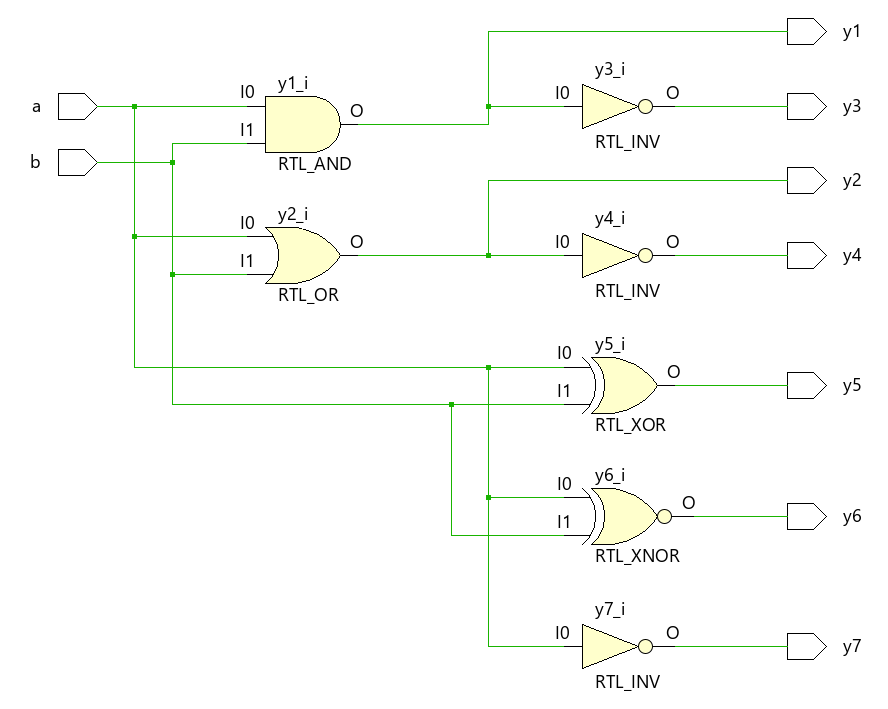 y1
y3_i
y1_i
I0 O
a I0 O y3
I1
RTL_INV
b RTL_AND
y2
y2_i y4_i
I0 O I0 O
y4
I1
RTL_OR RTL_INV
y5_i
I0 O
y5
I1
RTL_XOR
y6_i
I0 O
y6
I1
RTL_XNOR
y7_i
I0 O
y7
RTL_INV